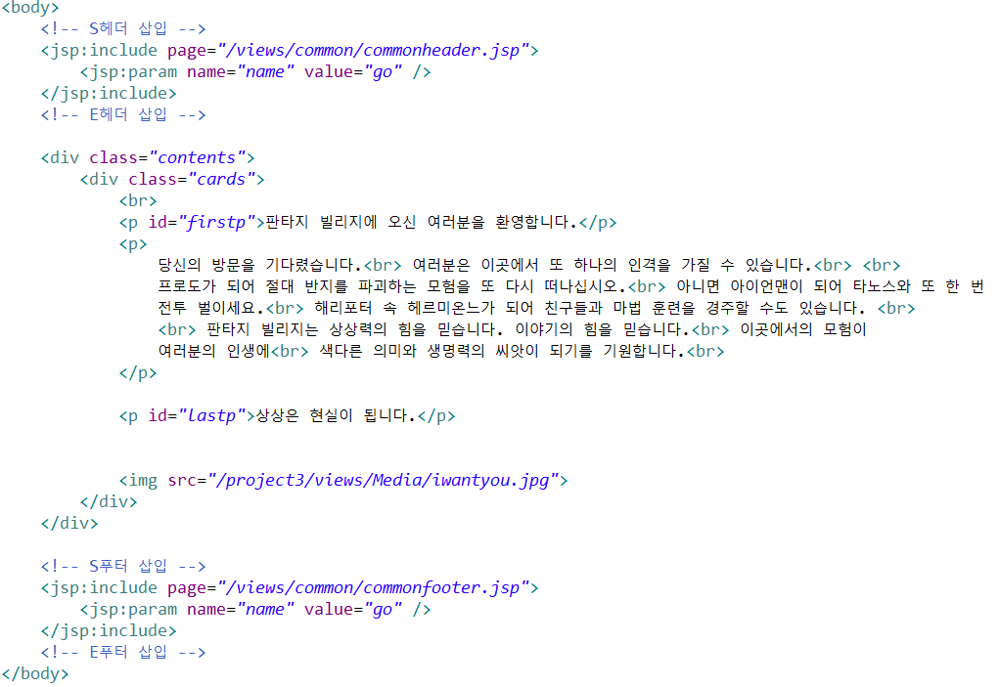 <body>
<!-- S헤더 삽입 -->
<jsp:include page="/views/common/commonheader.jsp">
<jsp:param name="name" value="go" />
</jsp:include>
<!-- E헤더 삽입 -->
<div class="contents">
<div class="cards">
<br>
<p id="firstp">판타지 빌리지에 오신 여러분을 환영합니다.</p>
<p>
당신의 방문을 기다렸습니다.<br> 여러분은 이곳에서 또 하나의 인격을 가질 수 있습니다.<br> <br>
프로도가 되어 절대 반지를 파괴하는 모험을 또 다시 떠나십시오.<br> 아니면 아이언맨이 되어 타노스와 또 한 번
전투 벌이세요.<br> 해리포터 속 헤르미온느가 되어 친구들과 마법 훈련을 경주할 수도 있습니다. <br>
<br> 판타지 빌리지는 상상력의 힘을 믿습니다. 이야기의 힘을 믿습니다.<br> 이곳에서의 모험이
여러분의 인생에<br> 색다른 의미와 생명력의 씨앗이 되기를 기원합니다.<br>
</p>
<p id="lastp">상상은 현실이 됩니다.</p>
<img src="/project3/views/Media/iwantyou.jpg">
</div>
</div>
<!-- S푸터 삽입 -->
<jsp:include page="/views/common/commonfooter.jsp">
<jsp:param name="name" value="go" />
</jsp:include>
<!-- E푸터 삽입 -->
</body>